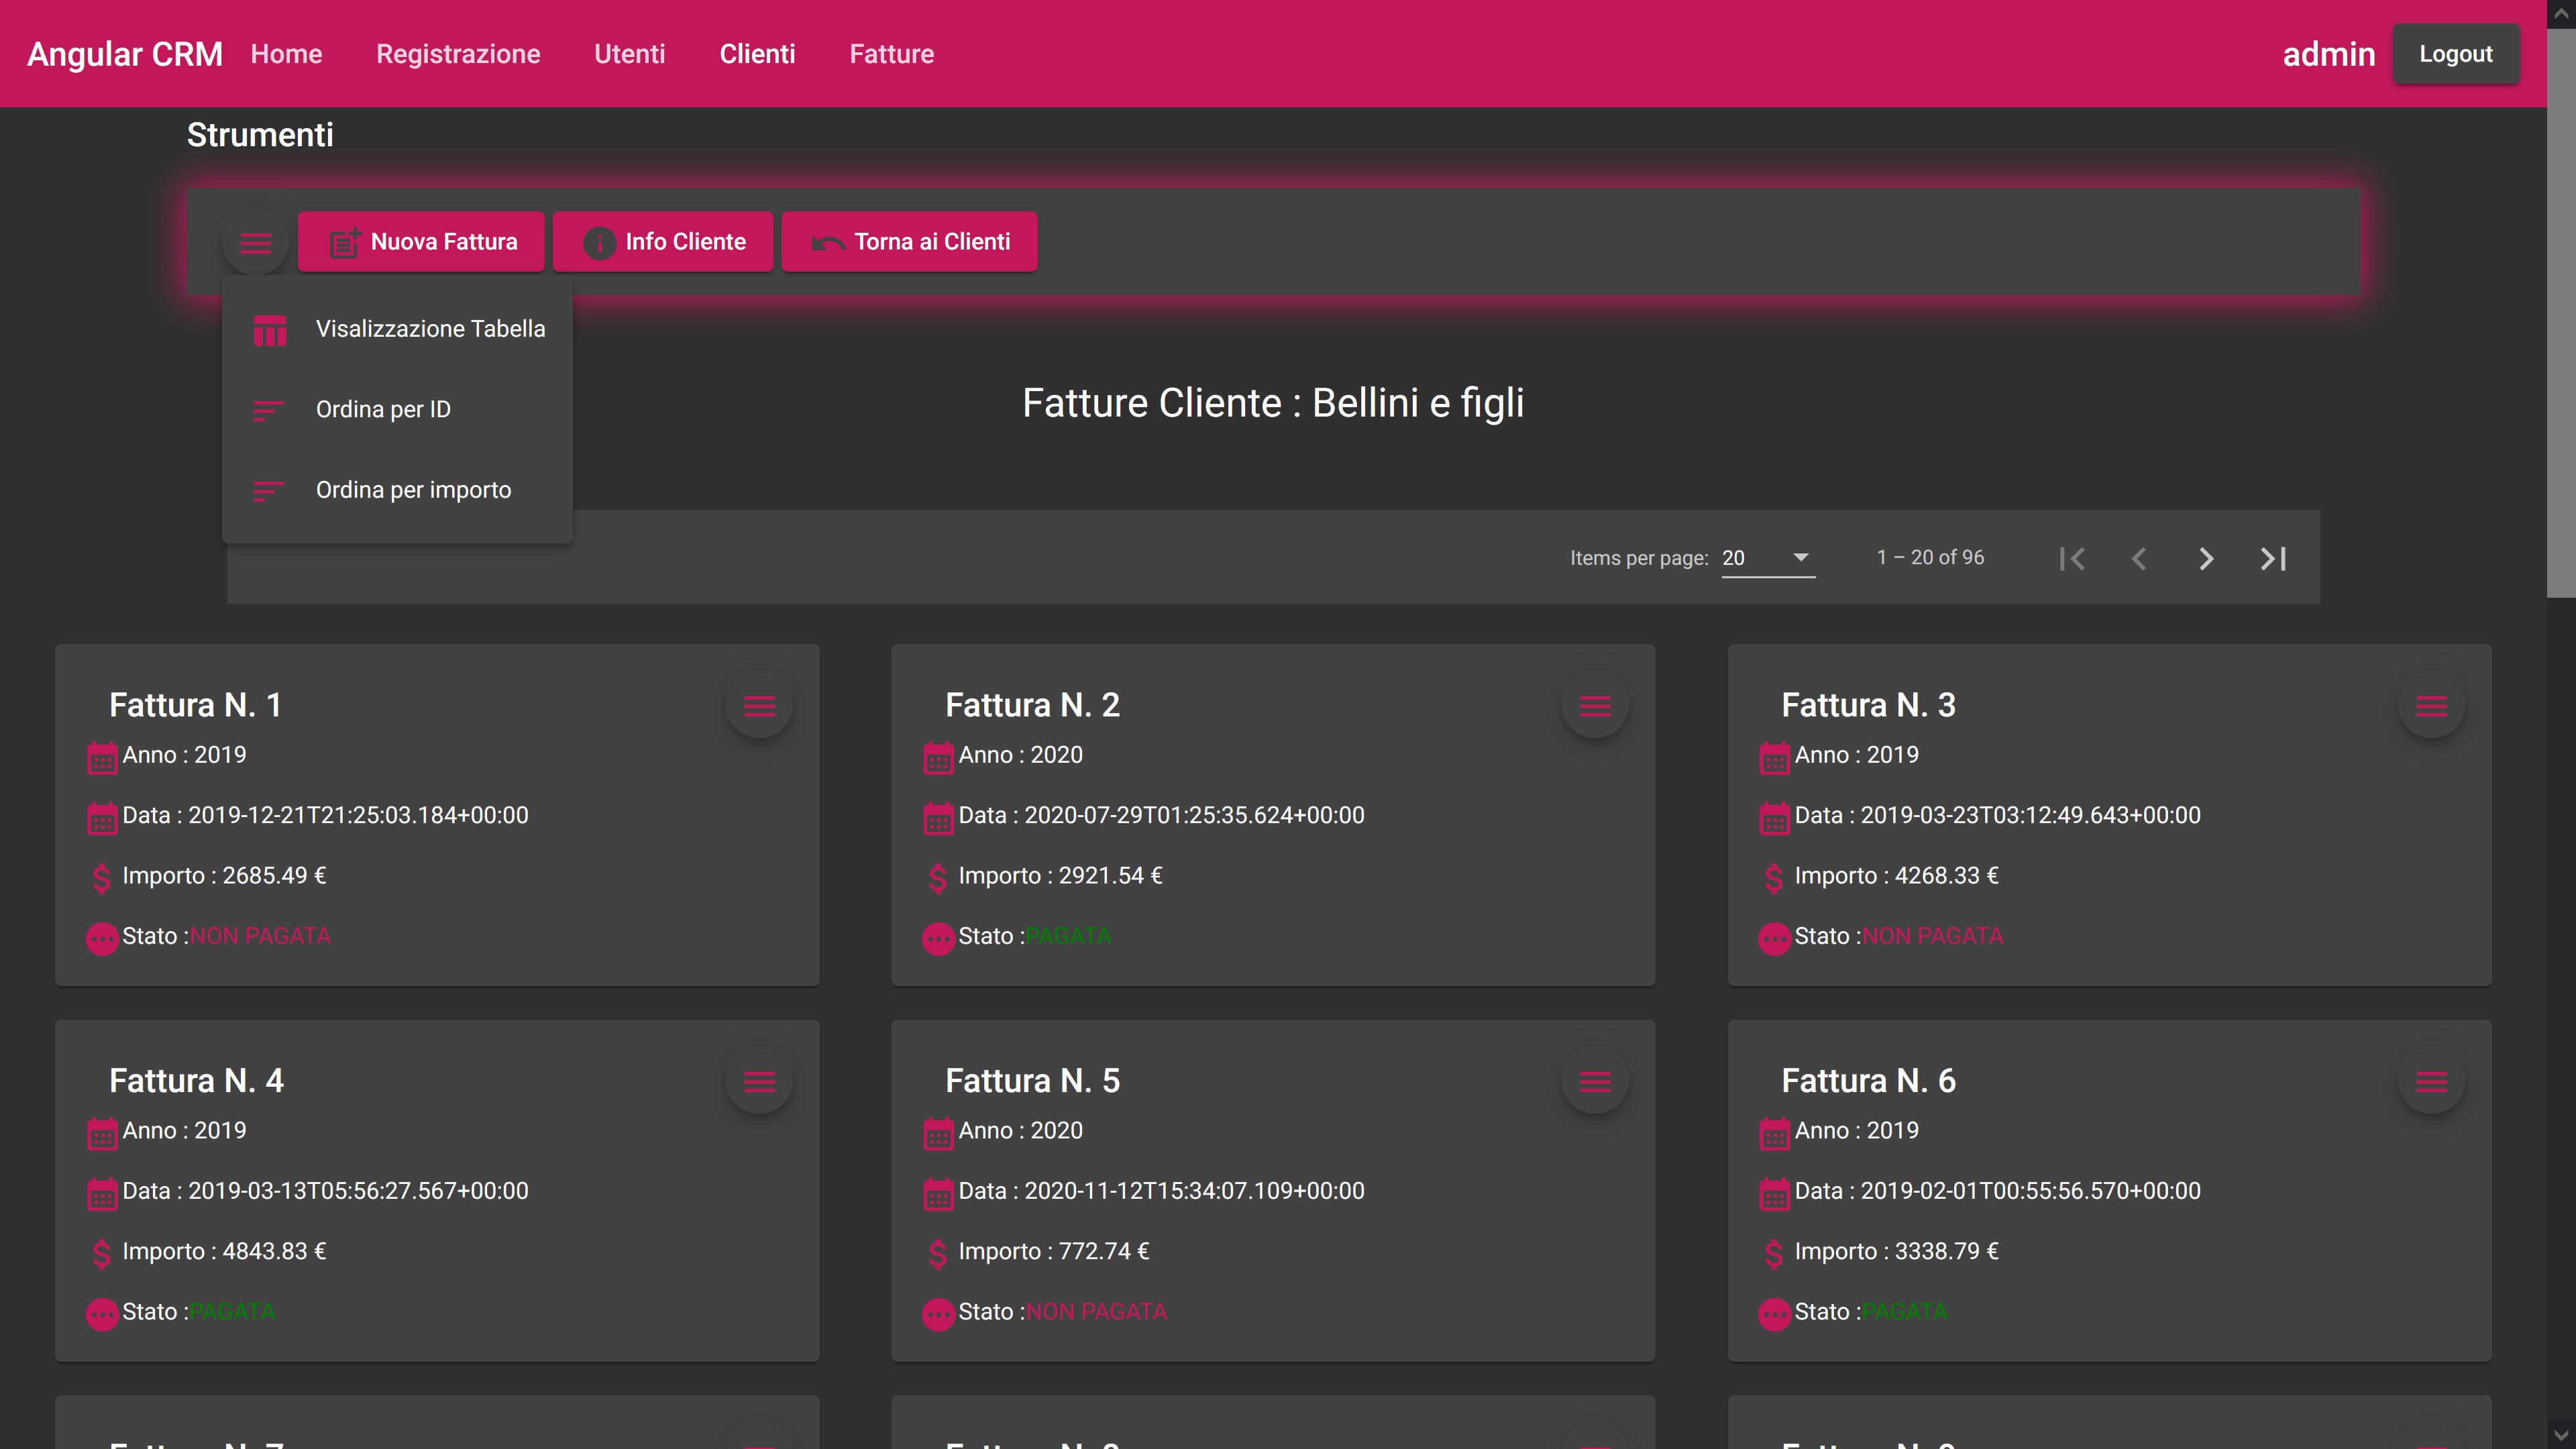 Angular CRM Home Registrazione Utenti Clienti Fatture admin Logout
Strumenti
Nuova Fattura Info Cliente Torna ai Clienti
Visalizzazione Tabella
Ordina per ID
Ordina per importo
Fatture Cliente : Bellini e figli
Items per page: 20 1 – 20 of 96
Fattura N. 1
Anno : 2019
Data : 2019-12-21T21:25:03.184+00:00
Importo : 2685.49 €
Stato :NON PAGATA
Fattura N. 2
Anno : 2020
Data : 2020-07-29T01:25:35.624+00:00
Importo : 2921.54 €
Stato :PAGATA
Fattura N. 3
Anno : 2019
Data : 2019-03-23T03:12:49.643+00:00
Importo : 4268.33 €
Stato :NON PAGATA
Fattura N. 4
Anno : 2019
Data : 2019-03-13T05:56:27.567+00:00
Importo : 4843.83 €
Stato :PAGATA
Fattura N. 5
Anno : 2020
Data : 2020-11-12T15:34:07.109+00:00
Importo : 772.74 €
Stato :NON PAGATA
Fattura N. 6
Anno : 2019
Data : 2019-02-01T00:55:56.570+00:00
Importo : 3338.79 €
Stato :PAGATA